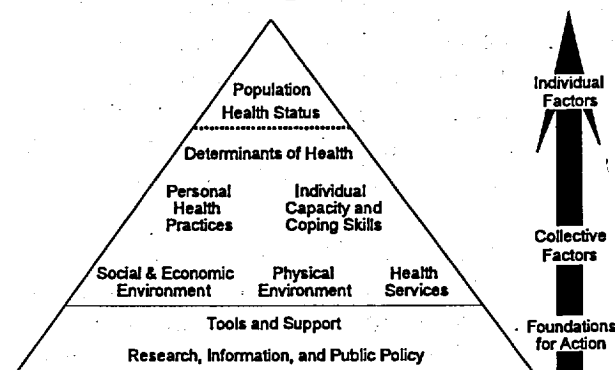 Population
Health Status
Determinants of Health
Personal
Health
Practices
Individual
Capacity and
Coping Skills
Social & Economic
Environment
Physical
Environment
Health
Services
Tools and Support
Research, Information, and Public Policy
Individual
Factors
Collective
Factors
Foundations
for Action